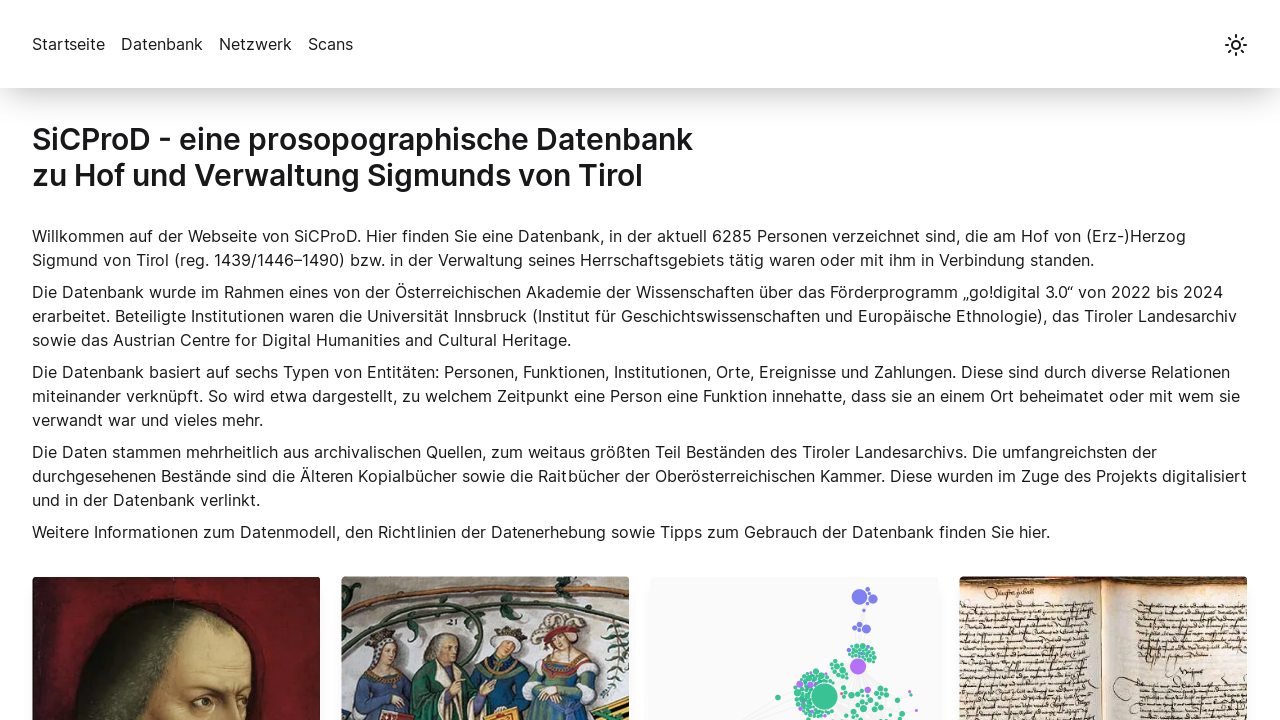 Startseite Datenbank Netzwerk Scans
SiCProD - eine prosopographische Datenbank
zu Hof und Verwaltung Sigmunds von Tirol
Willkommen auf der Webseite von SiCProD. Hier finden Sie eine Datenbank, in der aktuell 6285 Personen verzeichnet sind, die am Hof von (Erz-)Herzog
Sigmund von Tirol (reg. 1439/1446–1490) bzw. in der Verwaltung seines Herrschaftsgebiets tätig waren oder mit ihm in Verbindung standen.
Die Datenbank wurde im Rahmen eines von der Österreichischen Akademie der Wissenschaften über das Förderprogramm „go!digital 3.0“ von 2022 bis 2024
erarbeitet. Beteiligte Institutionen waren die Universität Innsbruck (Institut für Geschichtswissenschaften und Europäische Ethnologie), das Tiroler Landesarchiv
sowie das Austrian Centre for Digital Humanities and Cultural Heritage.
Die Datenbank basiert auf sechs Typen von Entitäten: Personen, Funktionen, Institutionen, Orte, Ereignisse und Zahlungen. Diese sind durch diverse Relationen
miteinander verknüpft. So wird etwa dargestellt, zu welchem Zeitpunkt eine Person eine Funktion innehatte, dass sie an einem Ort beheimatet oder mit wem sie
verwandt war und vieles mehr.
Die Daten stammen mehrheitlich aus archivalischen Quellen, zum weitaus größten Teil Beständen des Tiroler Landesarchivs. Die umfangreichsten der
durchgesehenen Bestände sind die Älteren Kopialbücher sowie die Raitbücher der Oberösterreichischen Kammer. Diese wurden im Zuge des Projekts digitalisiert
und in der Datenbank verlinkt.
Weitere Informationen zum Datenmodell, den Richtlinien der Datenerhebung sowie Tipps zum Gebrauch der Datenbank finden Sie hier.
21